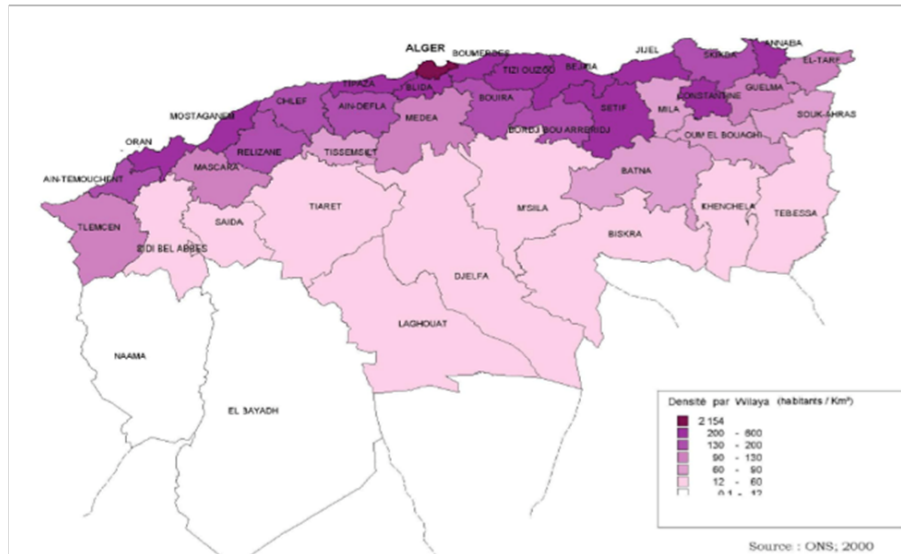 ALGER
BOUMERDES
JIJEL
SKIKDA
ANNABA
TIPAZA
BLIDA
TIZI OUZOU
BEJAIA
EL-TARF
MOSTAGANEM
CHLEF
AIN-DEFLA
BOUIRA
SETIF
CONSTANTINE
GUELMA
MILA
SOUK-AHRAS
MEDEA
BORDJ BOU ARRERIDJ
OUM EL BOUAGHI
ORAN
RELIZANE
TISSEMSILT
AIN-TEMOUCHENT
MASCARA
BATNA
TLEMCEN
SIDI BEL ABBES
SAIDA
TIARET
M'SILA
KHENCHELA
TEBESSA
BISKRA
DJELFA
LAGHOUAT
NAAMA
EL BAYADH
Densité par Wilaya (habitants / Km²)
2 154
200 - 600
130 - 200
90 - 130
60 - 90
12 - 60
0,1 - 12
Source : ONS; 2000